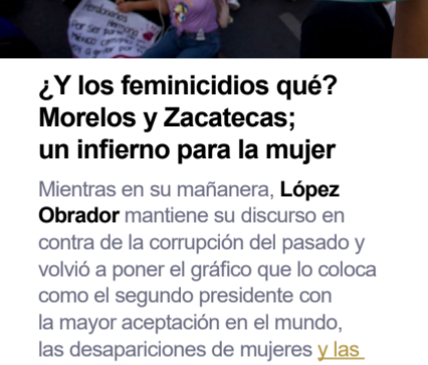 ¿Y los feminicidios qué?
Morelos y Zacatecas;
un infierno para la mujer
Mientras en su mañanera, López
Obrador mantiene su discurso en
contra de la corrupción del pasado y
volvió a poner el gráfico que lo coloca
como el segundo presidente con
la mayor aceptación en el mundo,
las desapariciones de mujeres y las